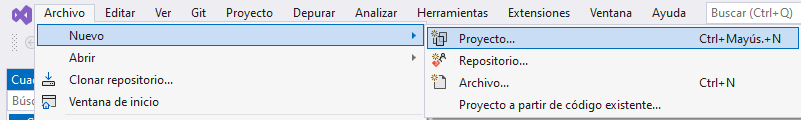 Archivo Editar Ver Git Proyecto Depurar Analizar Herramientas Extensiones Ventana Ayuda Buscar (Ctrl+Q)
Nuevo
Abrir
Clonar repositorio...
Ventana de inicio
Proyecto... Ctrl+Mayús.+N
Repositorio...
Archivo... Ctrl+N
Proyecto a partir de código existente...
Cua
Búsc